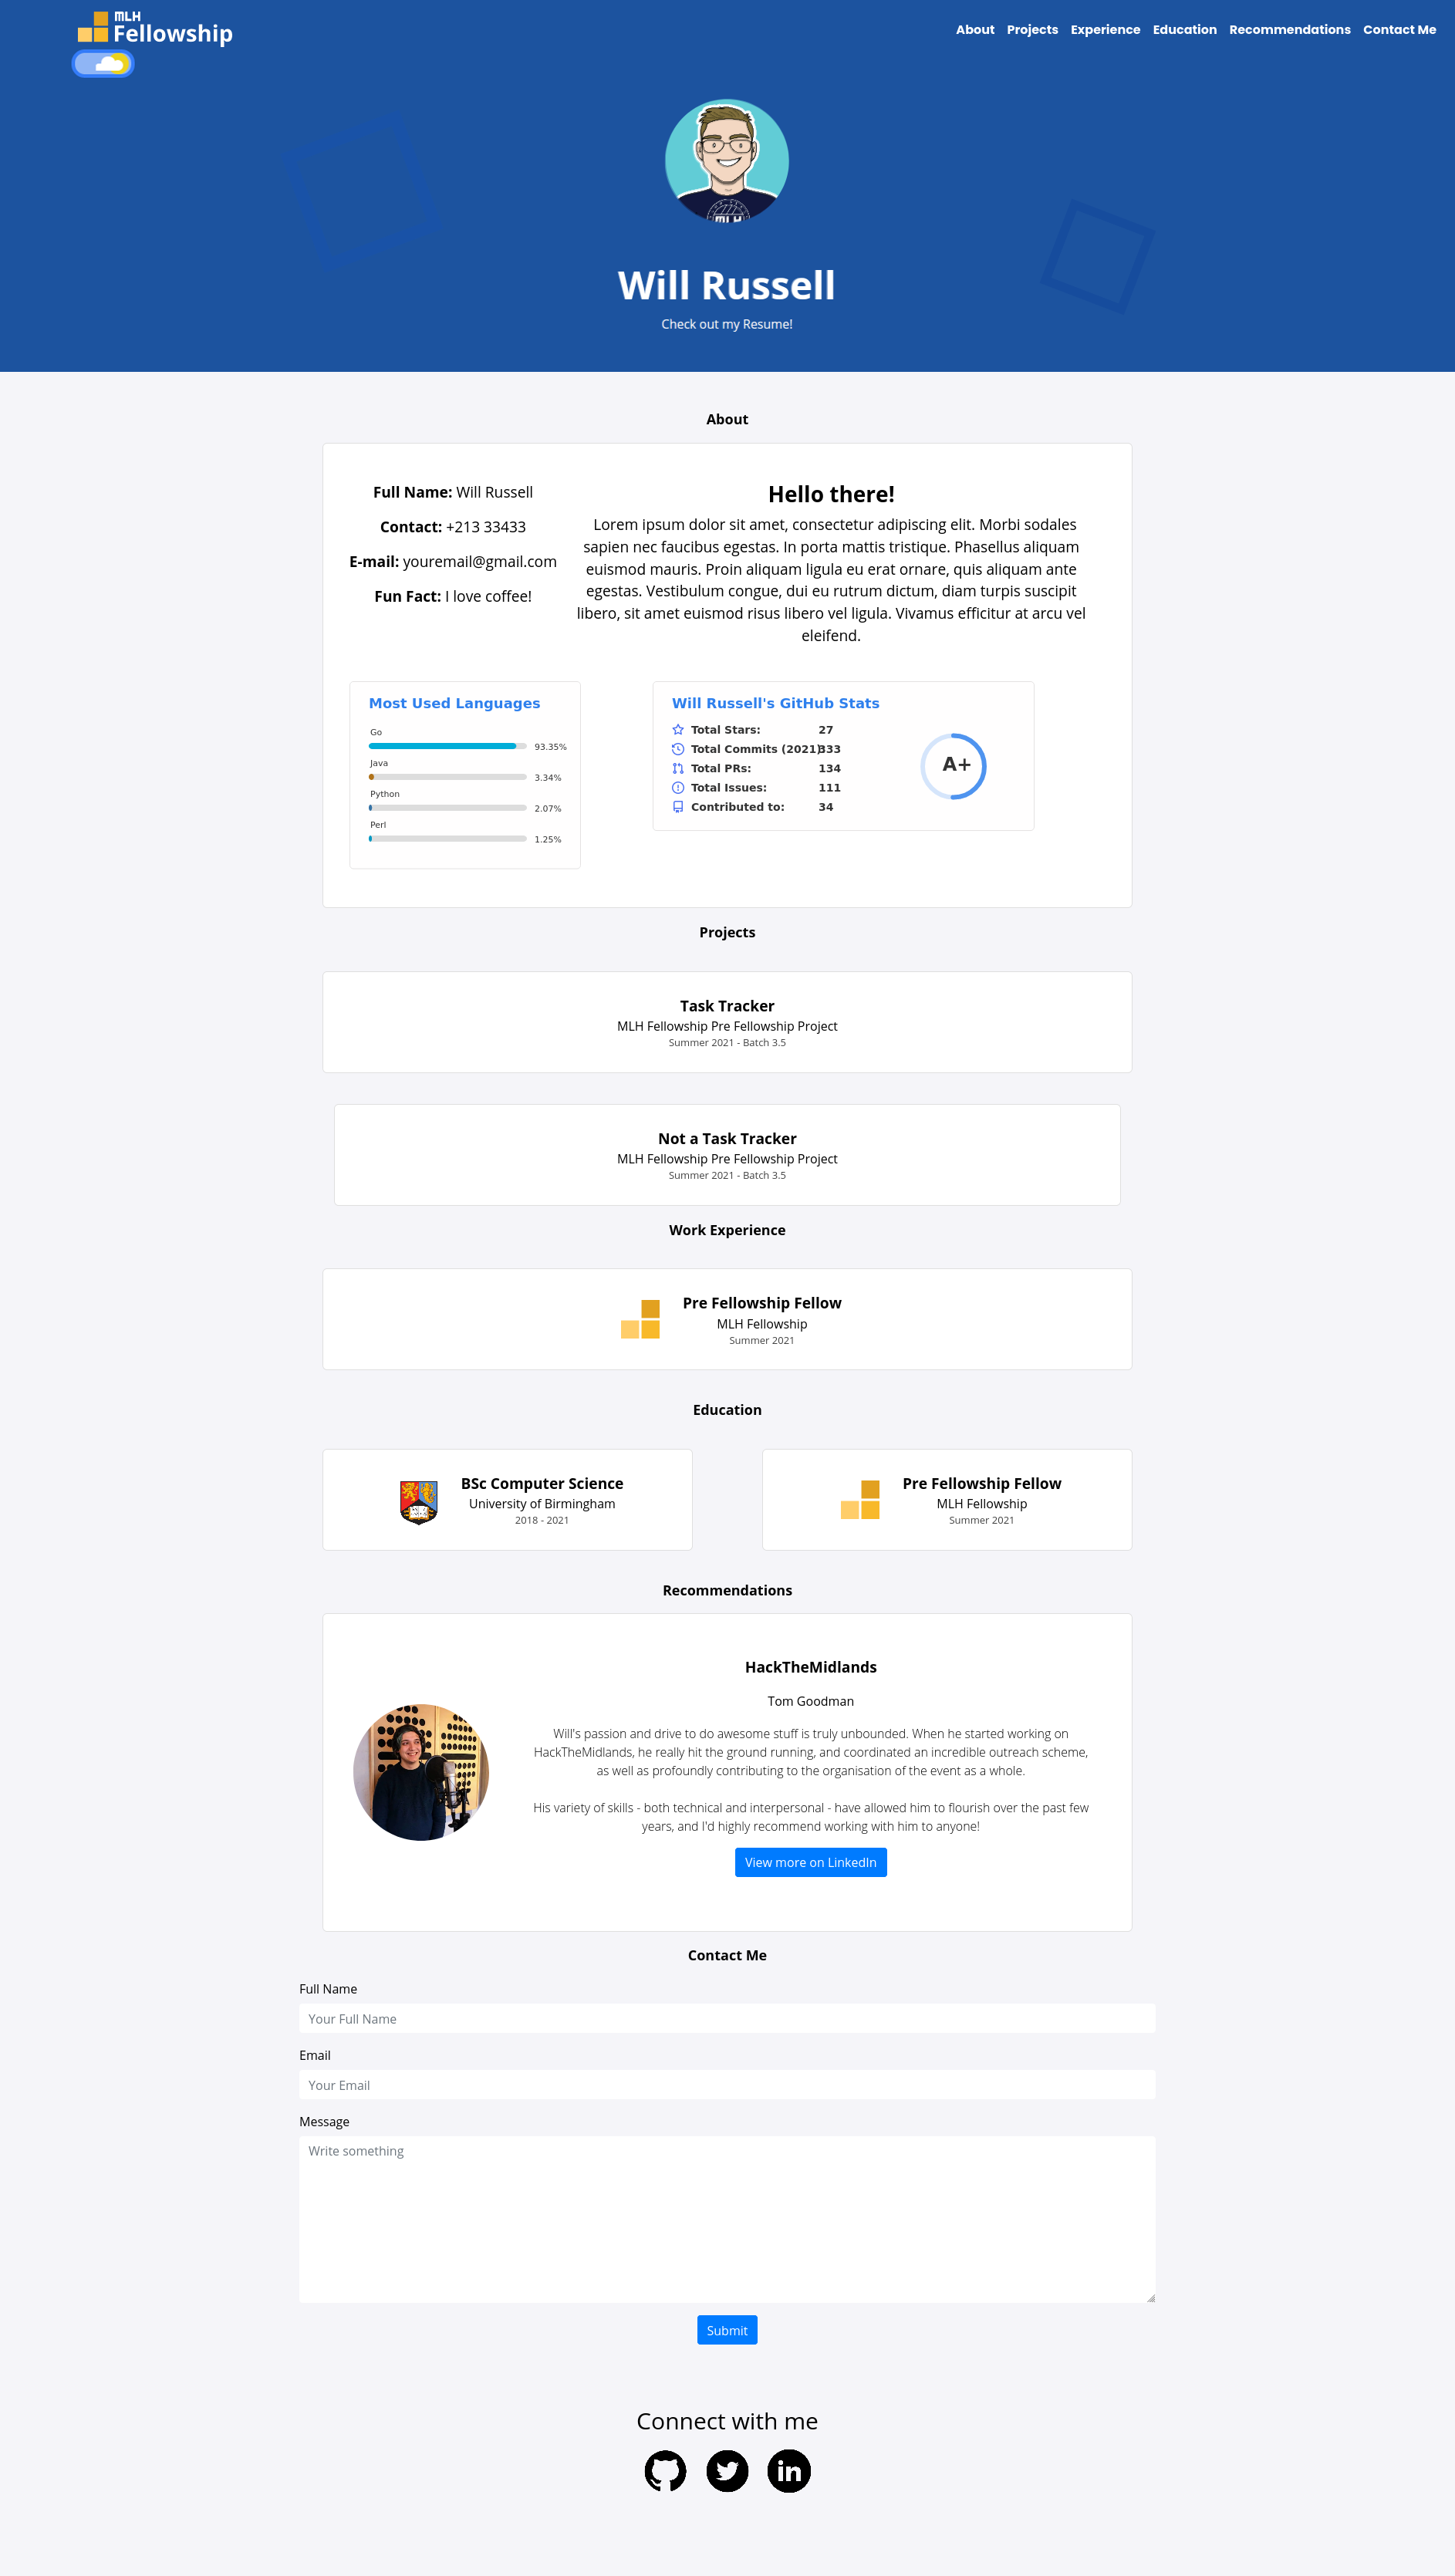 MLH
Fellowship
About Projects Experience Education Recommendations Contact Me
MLH
Will Russell
Check out my Resume!
About
Full Name: Will Russell
Contact: +213 33433
E-mail: youremail@gmail.com
Fun Fact: I love coffee!
Hello there!
Lorem ipsum dolor sit amet, consectetur adipiscing elit. Morbi sodales
sapien nec faucibus egestas. In porta mattis tristique. Phasellus aliquam
euismod mauris. Proin aliquam ligula eu erat ornare, quis aliquam ante
egestas. Vestibulum congue, dui eu rutrum dictum, diam turpis suscipit
libero, sit amet euismod risus libero vel ligula. Vivamus efficitur at arcu vel
eleifend.
Most Used Languages
Go
93.35%
Java
3.34%
Python
2.07%
Perl
1.25%
Will Russell's GitHub Stats
Total Stars: 27
Total Commits (2021): 333
Total PRs: 134
Total Issues: 111
Contributed to: 34
A+
Projects
Task Tracker
MLH Fellowship Pre Fellowship Project
Summer 2021 - Batch 3.5
Not a Task Tracker
MLH Fellowship Pre Fellowship Project
Summer 2021 - Batch 3.5
Work Experience
Pre Fellowship Fellow
MLH Fellowship
Summer 2021
Education
BSc Computer Science
University of Birmingham
2018 - 2021
Pre Fellowship Fellow
MLH Fellowship
Summer 2021
Recommendations
HackTheMidlands
Tom Goodman
Will's passion and drive to do awesome stuff is truly unbounded. When he started working on
HackTheMidlands, he really hit the ground running, and coordinated an incredible outreach scheme,
as well as profoundly contributing to the organisation of the event as a whole.
His variety of skills - both technical and interpersonal - have allowed him to flourish over the past few
years, and I'd highly recommend working with him to anyone!
View more on LinkedIn
Contact Me
Full Name
Your Full Name
Email
Your Email
Message
Write something
Submit
Connect with me
in